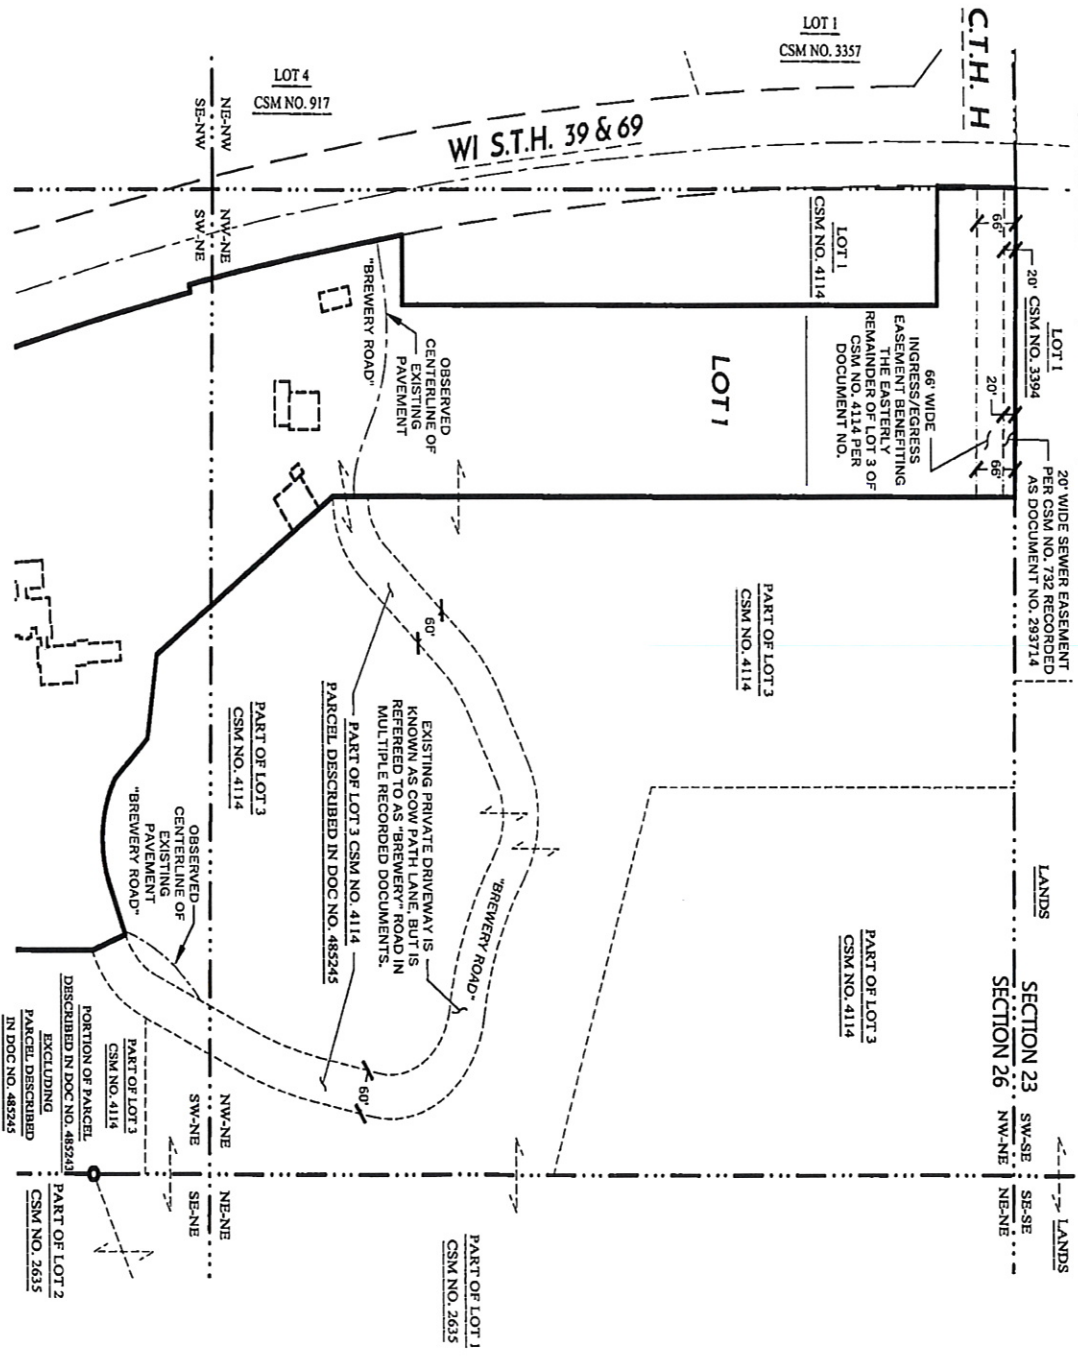 C.T.H. H
LOT 1
CSM NO. 3357
LOT 4
CSM NO. 917
WI S.T.H. 39 & 69
NE-NW
SE-NW
NW-NE
SW-NE
LOT 1
CSM NO. 4114
66'
20'
LOT 1
CSM NO. 3394
20'
66'
20' WIDE SEWER EASEMENT
PER CSM NO. 732 RECORDED
AS DOCUMENT NO. 293714
66' WIDE
INGRESS/EGRESS
EASEMENT BENEFITING
THE EASTERLY
REMAINDER OF LOT 3 OF
CSM NO. 4114 PER
DOCUMENT NO.
LOT 1
OBSERVED
CENTERLINE OF
EXISTING
PAVEMENT
"BREWERY ROAD"
PART OF LOT 3
CSM NO. 4114
60'
PART OF LOT 3
CSM NO. 4114
EXISTING PRIVATE DRIVEWAY IS
KNOWN AS COW PATH LANE, BUT IS
REFERED TO AS "BREWERY" ROAD IN
MULTIPLE RECORDED DOCUMENTS.
PART OF LOT 3 CSM NO. 4114
PARCEL DESCRIBED IN DOC NO. 485245
"BREWERY ROAD"
60'
OBSERVED
CENTERLINE OF
EXISTING
PAVEMENT
"BREWERY ROAD"
LANDS
PART OF LOT 3
CSM NO. 4114
SECTION 23
SECTION 26
SW-SE
NW-NE
SE-SE
NE-NE
LANDS
NW-NE
SW-NE
NE-NE
SE-NE
PART OF LOT 3
CSM NO. 4114
PORTION OF PARCEL
DESCRIBED IN DOC NO. 485243
EXCLUDING
PARCEL DESCRIBED
IN DOC NO. 485245
PART OF LOT 2
CSM NO. 2635
PART OF LOT 1
CSM NO. 2635